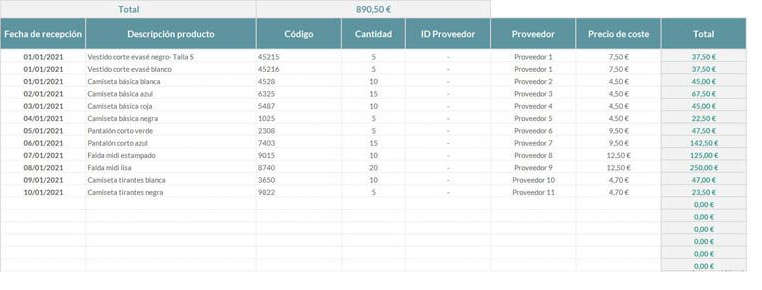 Total 890,50 €
Fecha de recepción Descripción producto Código Cantidad ID Proveedor Proveedor Precio de coste Total
01/01/2021 Vestido corte evasé negro- Talla S 45215 5 - Proveedor 1 7,50 € 37,50 €
01/01/2021 Vestido corte evasé blanco 45216 5 - Proveedor 1 7,50 € 37,50 €
01/01/2021 Camiseta básica blanca 4528 10 - Proveedor 2 4,50 € 45,00 €
02/01/2021 Camiseta básica azul 6325 15 - Proveedor 3 4,50 € 67,50 €
03/01/2021 Camiseta básica roja 5487 10 - Proveedor 4 4,50 € 45,00 €
04/01/2021 Camiseta básica negra 1025 5 - Proveedor 5 4,50 € 22,50 €
05/01/2021 Pantalón corto verde 2308 5 - Proveedor 6 9,50 € 47,50 €
06/01/2021 Pantalón corto azul 7403 15 - Proveedor 7 9,50 € 142,50 €
07/01/2021 Falda midi estampado 9015 10 - Proveedor 8 12,50 € 125,00 €
08/01/2021 Falda midi lisa 8740 20 - Proveedor 9 12,50 € 250,00 €
09/01/2021 Camiseta tirantes blanca 3650 10 - Proveedor 10 4,70 € 47,00 €
10/01/2021 Camiseta tirantes negra 9822 5 - Proveedor 11 4,70 € 23,50 €
0,00 €
0,00 €
0,00 €
0,00 €
0,00 €
0,00 €